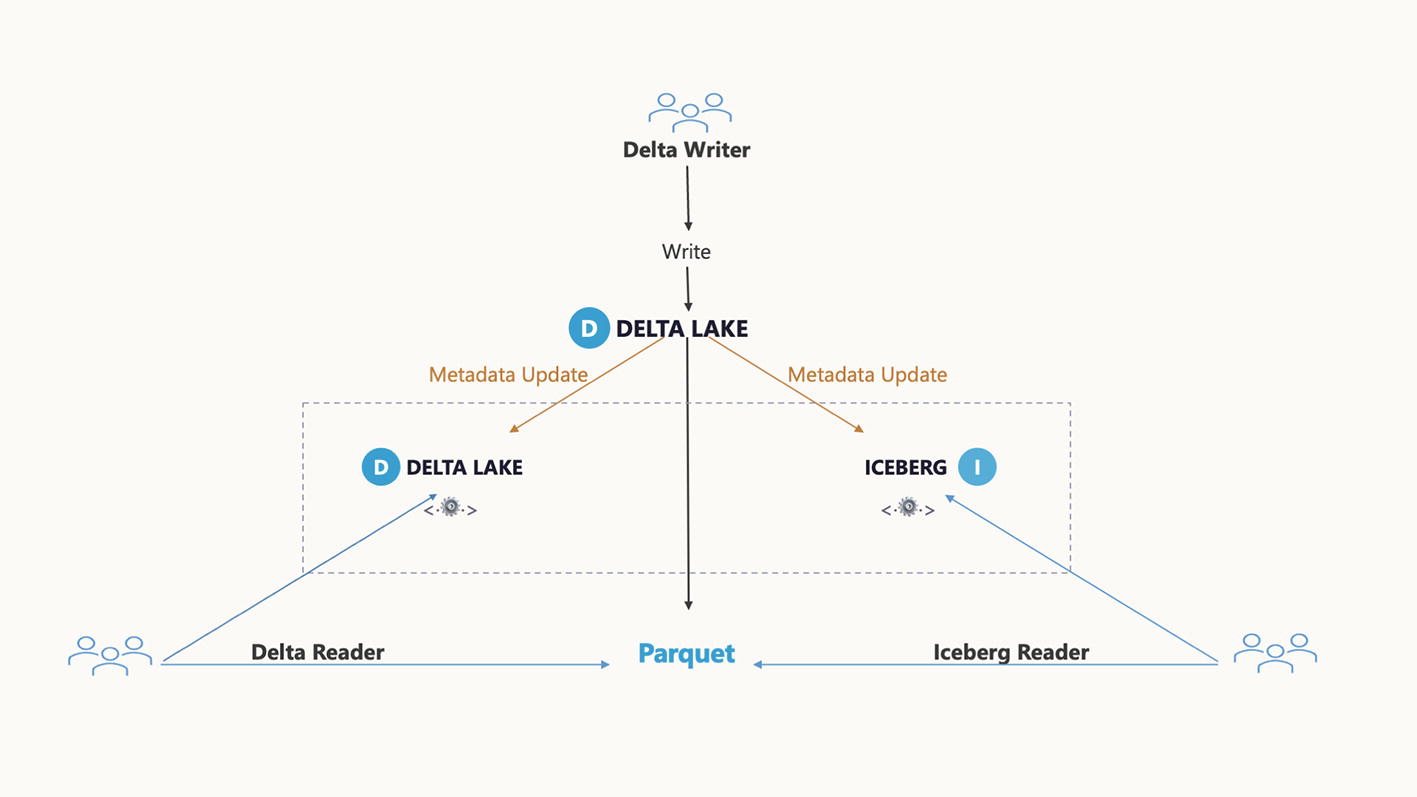 Delta Writer
Write
D DELTA LAKE
Metadata Update
Metadata Update
D DELTA LAKE
ICEBERG I
<·⚙·>
<·⚙·>
Delta Reader
Parquet
Iceberg Reader